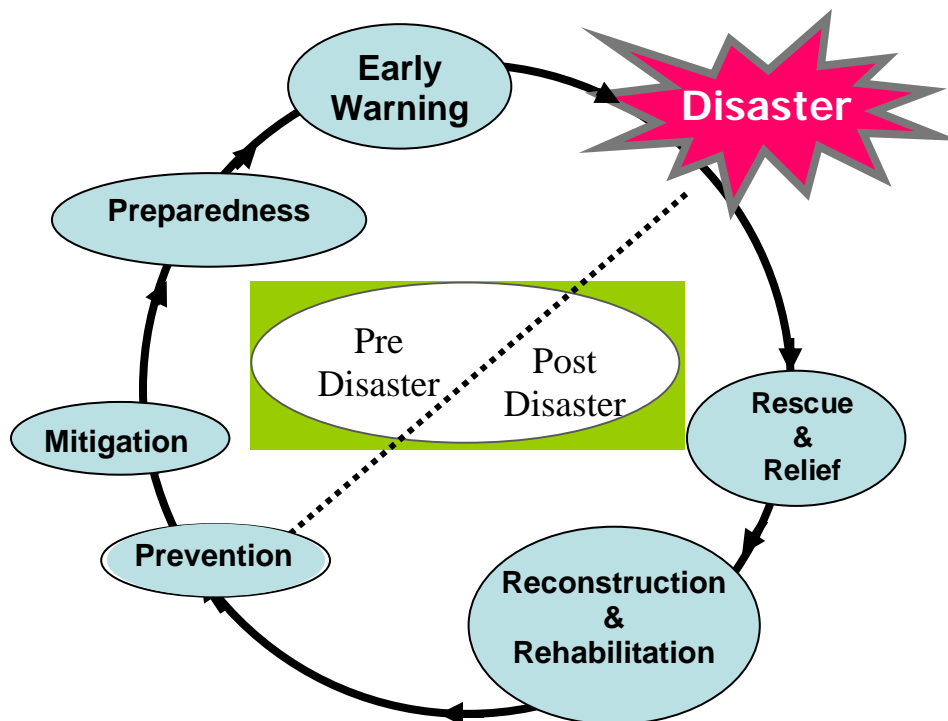 Early
Warning
Disaster
Preparedness
Pre
Disaster
Post
Disaster
Rescue
&
Relief
Mitigation
Prevention
Reconstruction
&
Rehabilitation